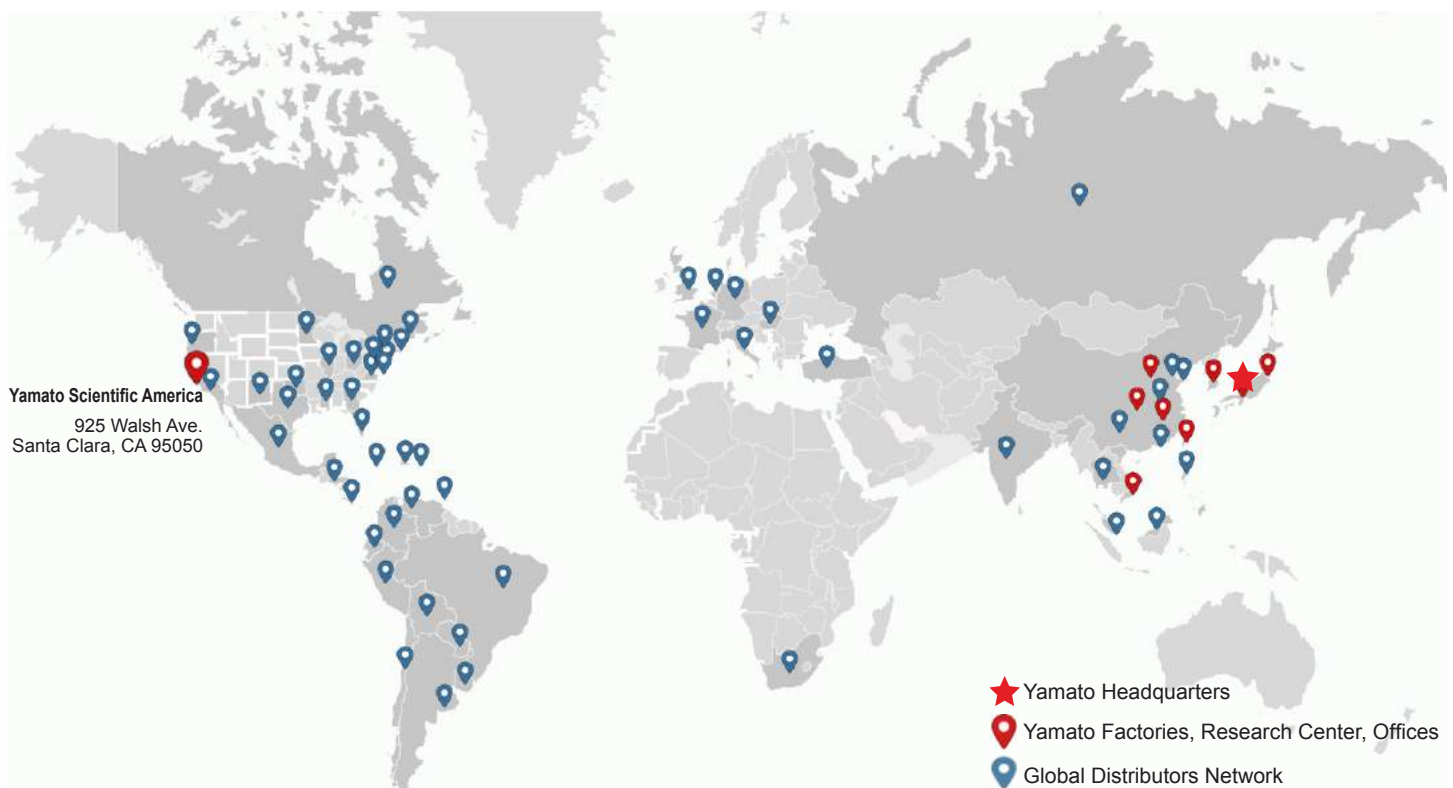 Yamato Scientific America
925 Walsh Ave.
Santa Clara, CA 95050
Yamato Headquarters
Yamato Factories, Research Center, Offices
Global Distributors Network